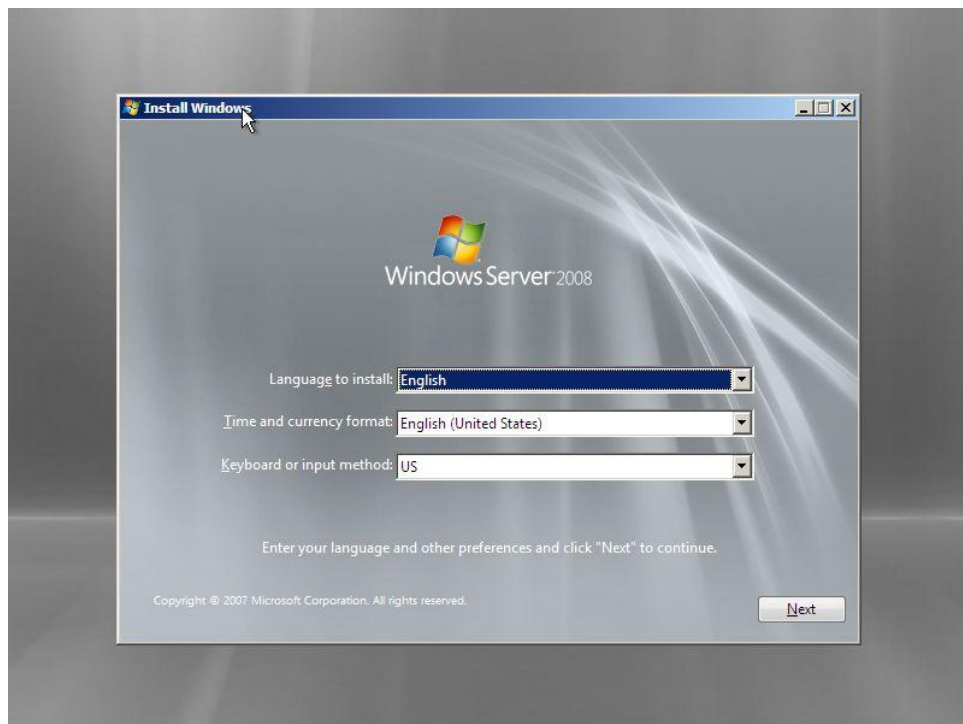 Install Windows
Windows Server 2008
Language to install: English
Time and currency format: English (United States)
Keyboard or input method: US
Enter your language and other preferences and click "Next" to continue.
Copyright © 2007 Microsoft Corporation. All rights reserved.
Next